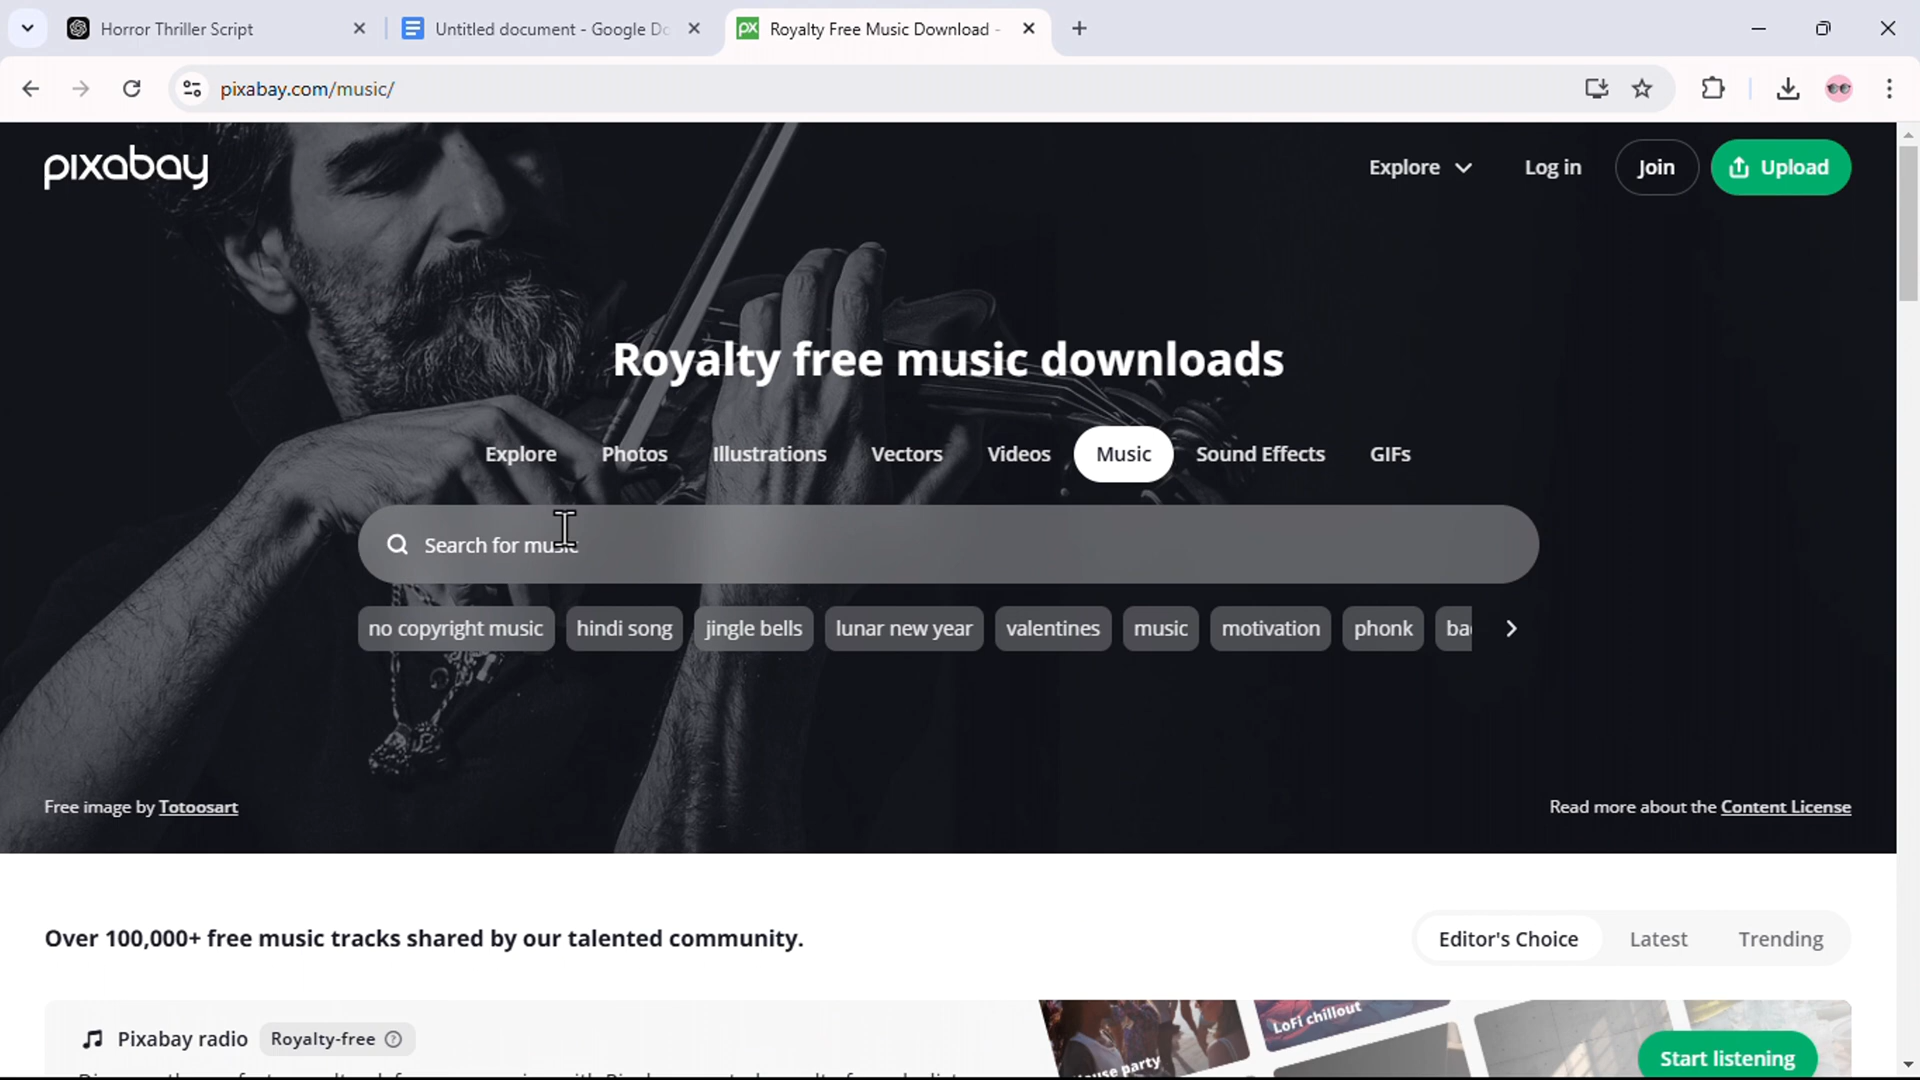 Horror Thriller Script
Untitled document - Google Do
Royalty Free Music Download -
pixabay.com/music/
pixabay
Explore
Log in
Join
Upload
Royalty free music downloads
Explore
Photos
Illustrations
Vectors
Videos
Music
Sound Effects
GIFs
Search for music
no copyright music
hindi song
jingle bells
lunar new year
valentines
music
motivation
phonk
ba
Free image by Totoosart
Read more about the Content License
Over 100,000+ free music tracks shared by our talented community.
Editor's Choice
Latest
Trending
Pixabay radio
Royalty-free
LoFi chillout
use party
Start listening